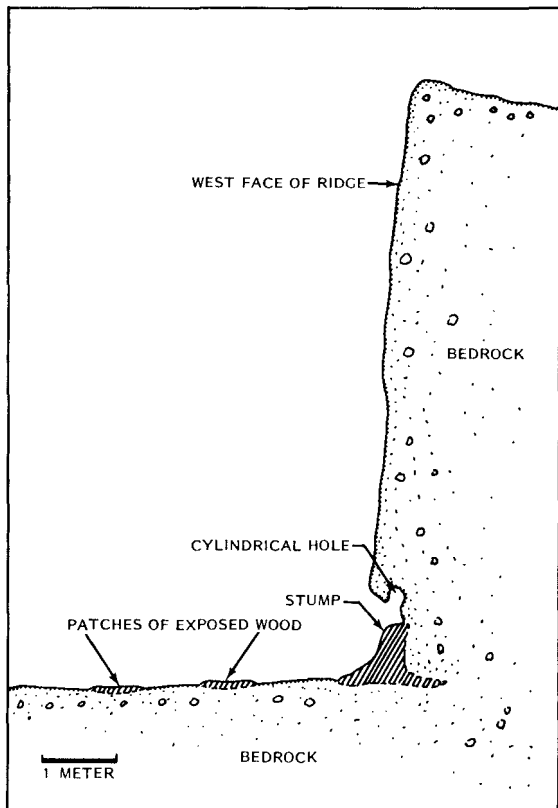 WEST FACE OF RIDGE
BEDROCK
CYLINDRICAL HOLE
STUMP
PATCHES OF EXPOSED WOOD
BEDROCK
1 METER